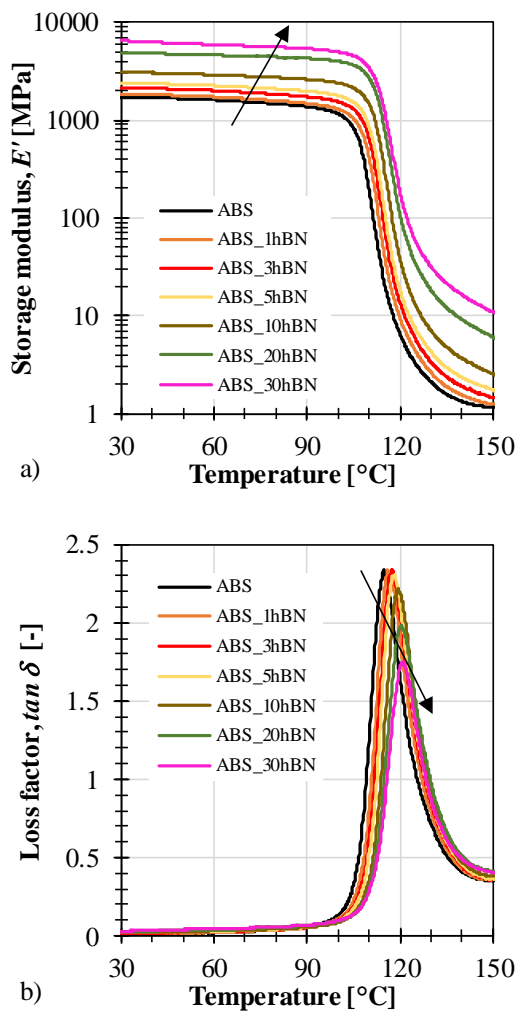 10000
1000
100
10
1
Storage modulus, E' [MPa]
ABS
ABS_1hBN
ABS_3hBN
ABS_5hBN
ABS_10hBN
ABS_20hBN
ABS_30hBN
30 60 90 120 150
a) Temperature [°C]
2.5
2
1.5
1
0.5
0
Loss factor, tan δ [-]
ABS
ABS_1hBN
ABS_3hBN
ABS_5hBN
ABS_10hBN
ABS_20hBN
ABS_30hBN
30 60 90 120 150
b) Temperature [°C]